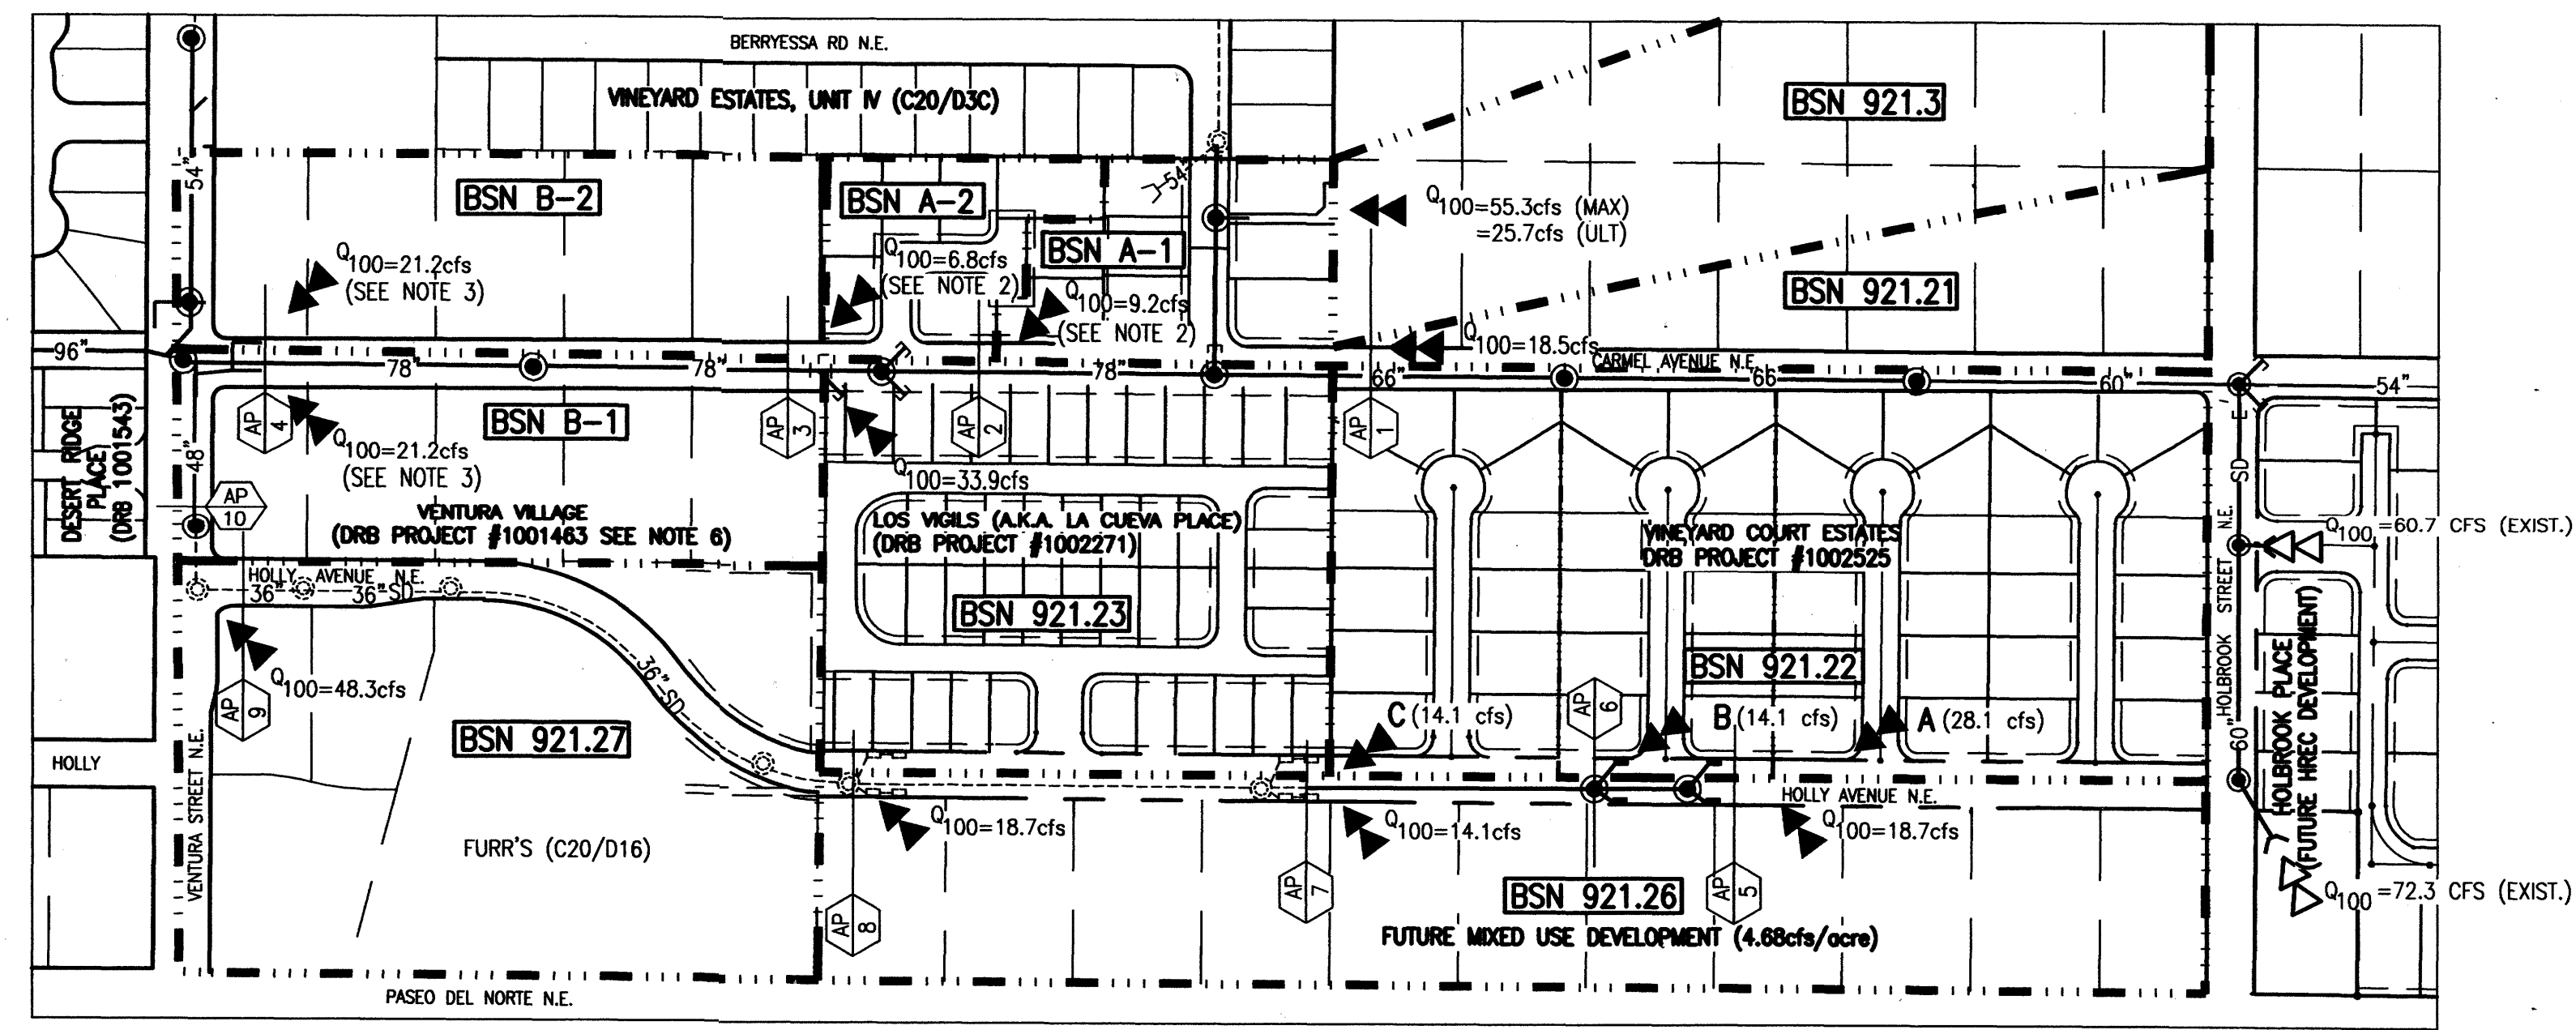 BERRYESSA RD N.E.
VINEYARD ESTATES, UNIT IV (C20/D3C)
BSN 921.3
54"
BSN B-2
BSN A-2
54"
BSN A-1
Q100=55.3cfs (MAX)
=25.7cfs (ULT)
Q100=21.2cfs
(SEE NOTE 3)
Q100=6.8cfs
(SEE NOTE 2)
Q100=9.2cfs
(SEE NOTE 2)
BSN 921.21
Q100=18.5cfs
CARMEL AVENUE N.E.
96"
78"
78"
78"
66"
66"
60"
54"
DESERT RIDGE
PLACE
(DRB 1001543)
48"
AP
4
BSN B-1
AP
3
AP
2
AP
1
Q100=21.2cfs
(SEE NOTE 3)
Q100=33.9cfs
AP
10
VENTURA VILLAGE
(DRB PROJECT #1001463 SEE NOTE 6)
LOS VIGILS (A.K.A. LA CUEVA PLACE)
(DRB PROJECT #1002271)
VINEYARD COURT ESTATES
DRB PROJECT #1002525
SD
Q100=60.7 CFS (EXIST.)
HOLLY AVENUE N.E.
36"
36" SD
BSN 921.23
HOLBROOK STREET N.E.
HOLBROOK PLACE
(FUTURE HREC DEVELOPMENT)
36" SD
BSN 921.22
Q100=48.3cfs
AP
9
AP
6
C (14.1 cfs)
B (14.1 cfs)
A (28.1 cfs)
60"
BSN 921.27
HOLLY
VENTURA STREET N.E.
HOLLY AVENUE N.E.
Q100=18.7cfs
Q100=14.1cfs
Q100=18.7cfs
FURR'S (C20/D16)
AP
7
AP
5
BSN 921.26
Q100=72.3 CFS (EXIST.)
AP
8
FUTURE MIXED USE DEVELOPMENT (4.68cfs/acre)
PASEO DEL NORTE N.E.